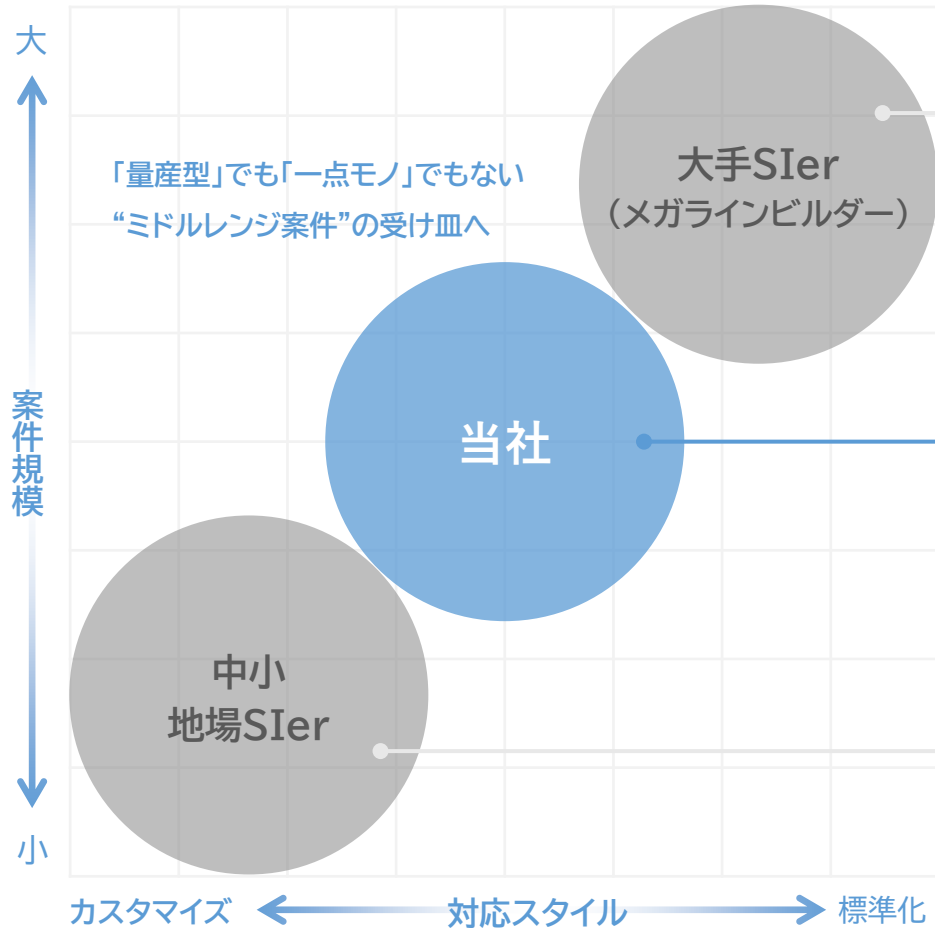 大
「量産型」でも「一点モノ」でもない
“ミドルレンジ案件”の受け皿へ
大手SIer
（メガラインビルダー）
案件規模
当社
中小
地場SIer
小
カスタマイズ
対応スタイル
標準化